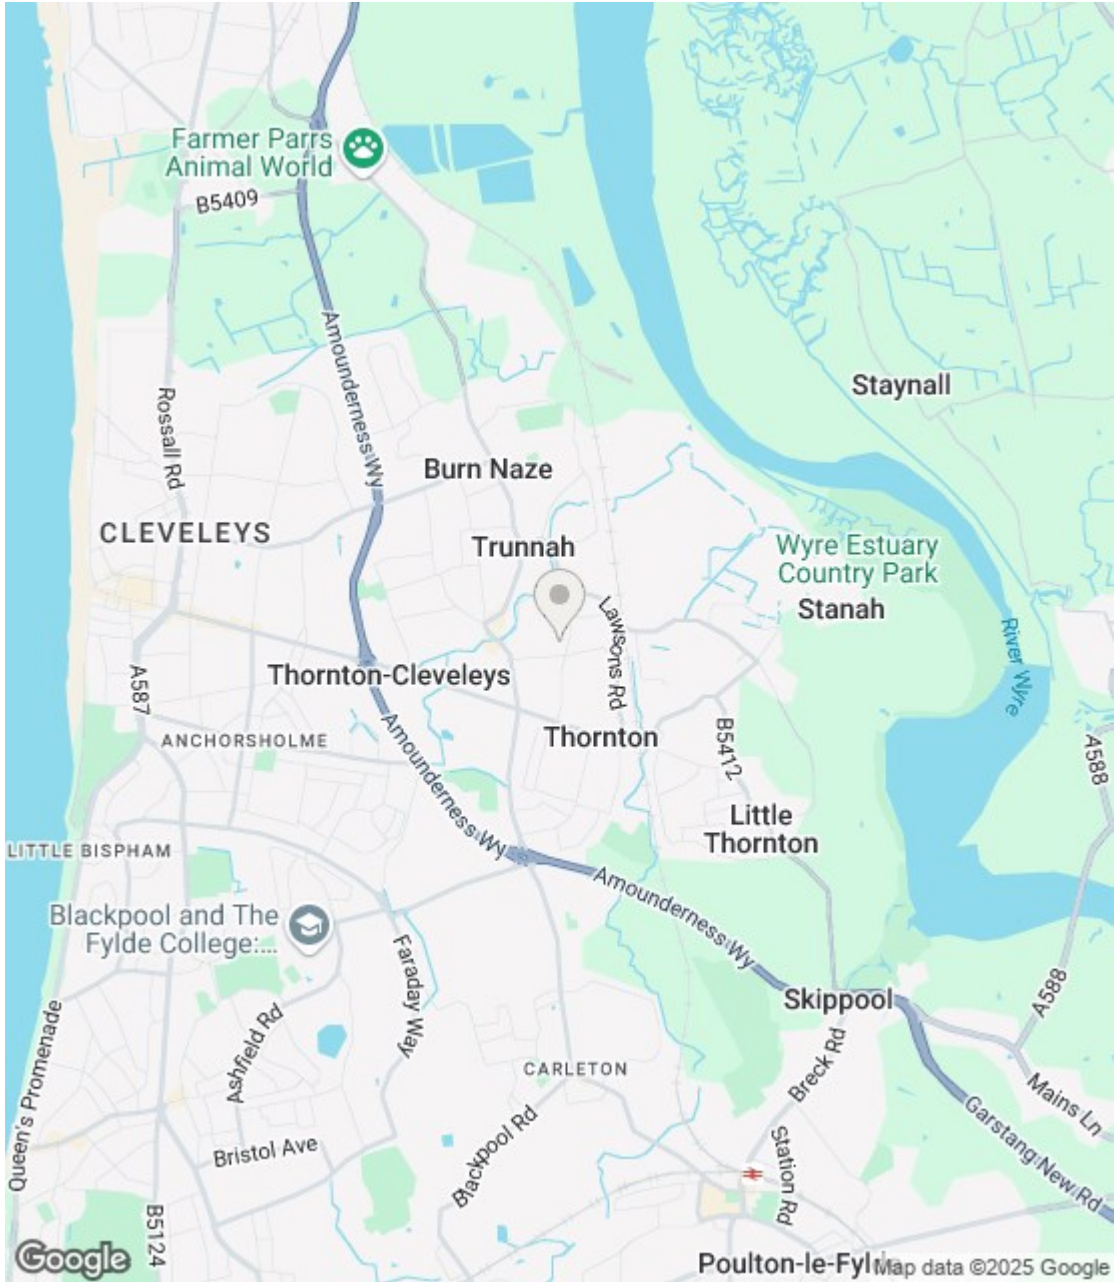 Farmer Parrs
Animal World
B5409
Amounderness Wy
Staynall
Rossall Rd
Burn Naze
CLEVELEYS
Trunnah
Wyre Estuary
Country Park
Stanah
Lawsons Rd
River Wyre
Thornton-Cleveleys
A587
ANCHORSHOLME
Thornton
B5412
A588
Amounderness Wy
Little
Thornton
LITTLE BISPHAM
Amounderness Wy
Blackpool and The
Fylde College:...
Faraday Way
Skippool
A588
Queen's Promenade
Ashfield Rd
CARLETON
Breck Rd
Mains Ln
Blackpool Rd
Garstang New Rd
Bristol Ave
Station Rd
B5124
Google
Poulton-le-Fylde
Map data ©2025 Google